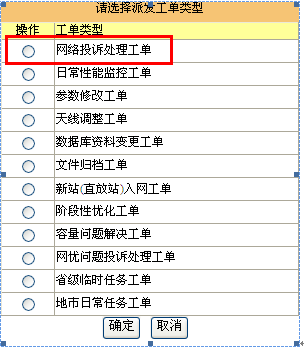 请选择派发工单类型
操作 工单类型
网络投诉处理工单
日常性能监控工单
参数修改工单
天线调整工单
数据库资料变更工单
文件归档工单
新站(直放站)入网工单
阶段性优化工单
容量问题解决工单
网优问题投诉处理工单
省级临时任务工单
地市日常任务工单
确定 取消